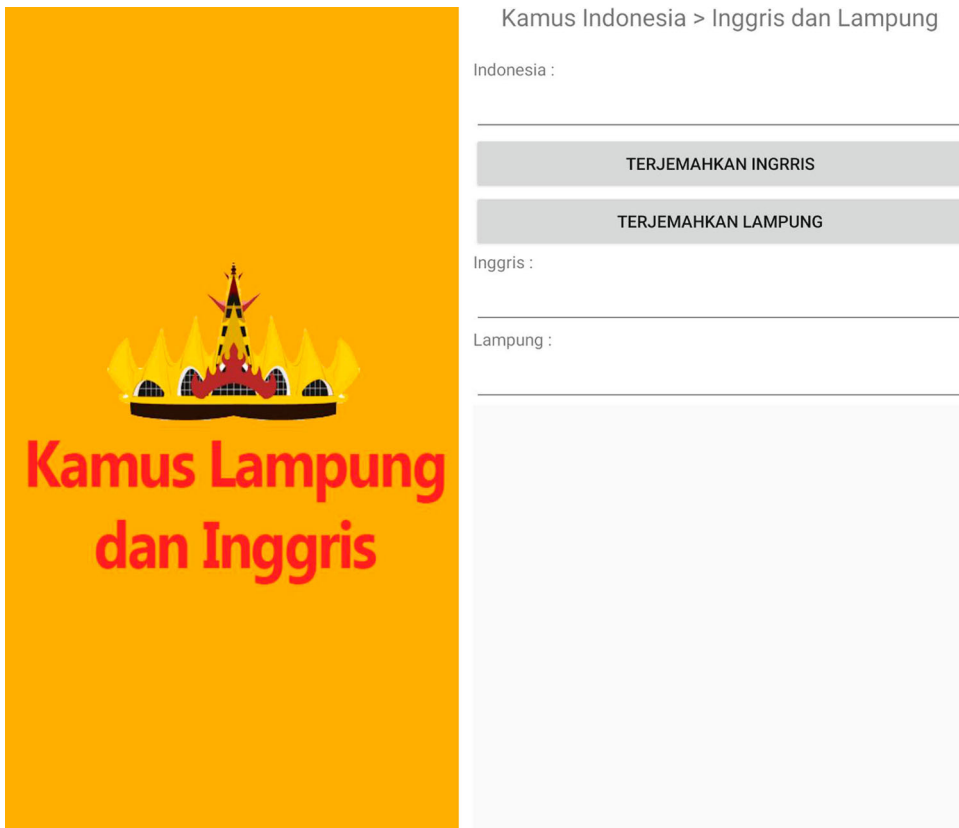 Kamus Lampung
dan Inggris
Kamus Indonesia > Inggris dan Lampung
Indonesia :
TERJEMAHKAN INGRRIS
TERJEMAHKAN LAMPUNG
Inggris :
Lampung :